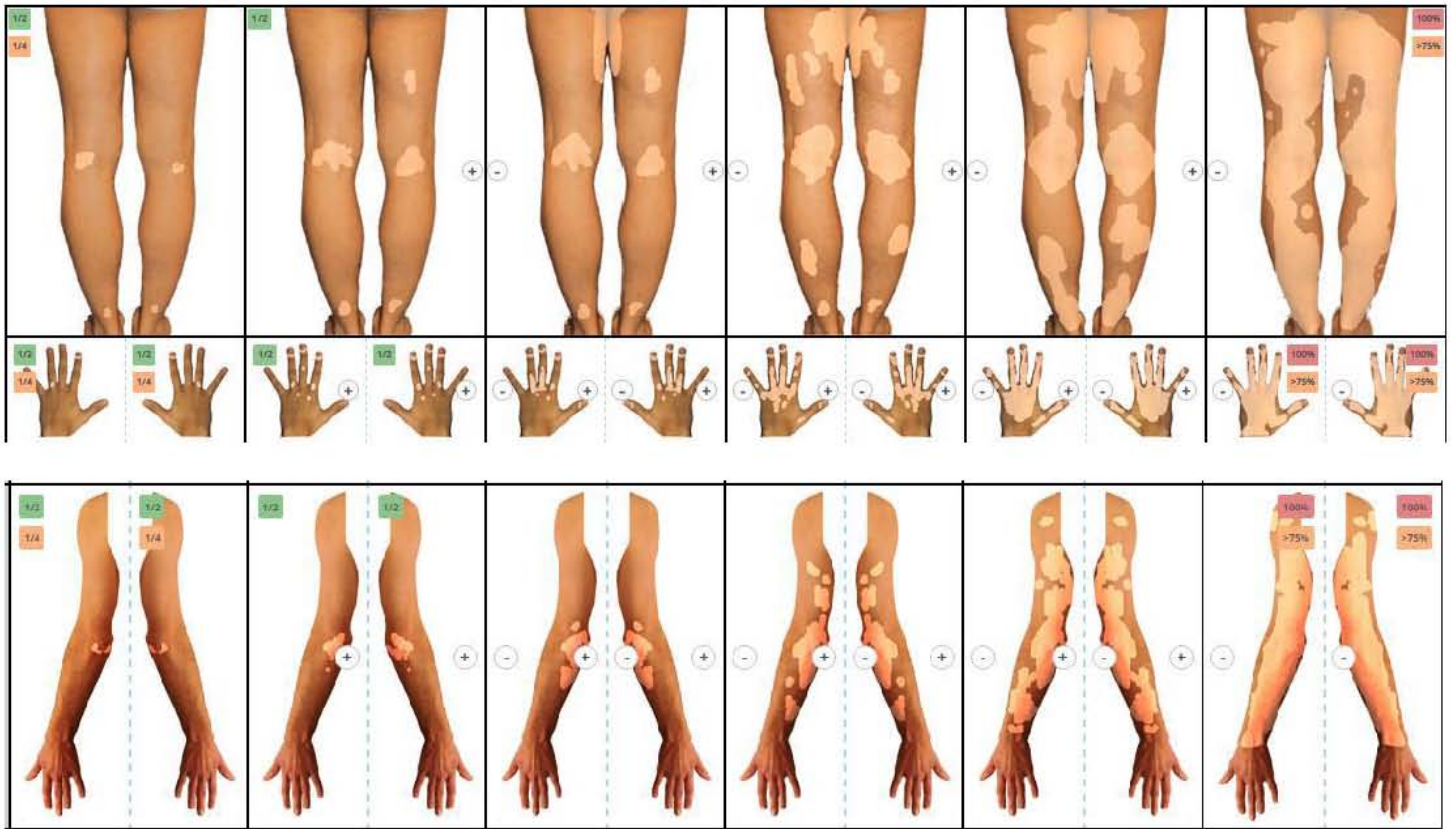 1/2 1/2 100%
1/4 >75%
+ - + - + - + -
1/2 1/2 1/2 1/2 100% 100%
1/4 1/4 >75% >75%
+ + - - + + - - + + - - + + - -
1/2 1/2 1/2 1/2 100% 100%
1/4 1/4 >75% >75%
+ + - + - + - + - + - + - + - + - -